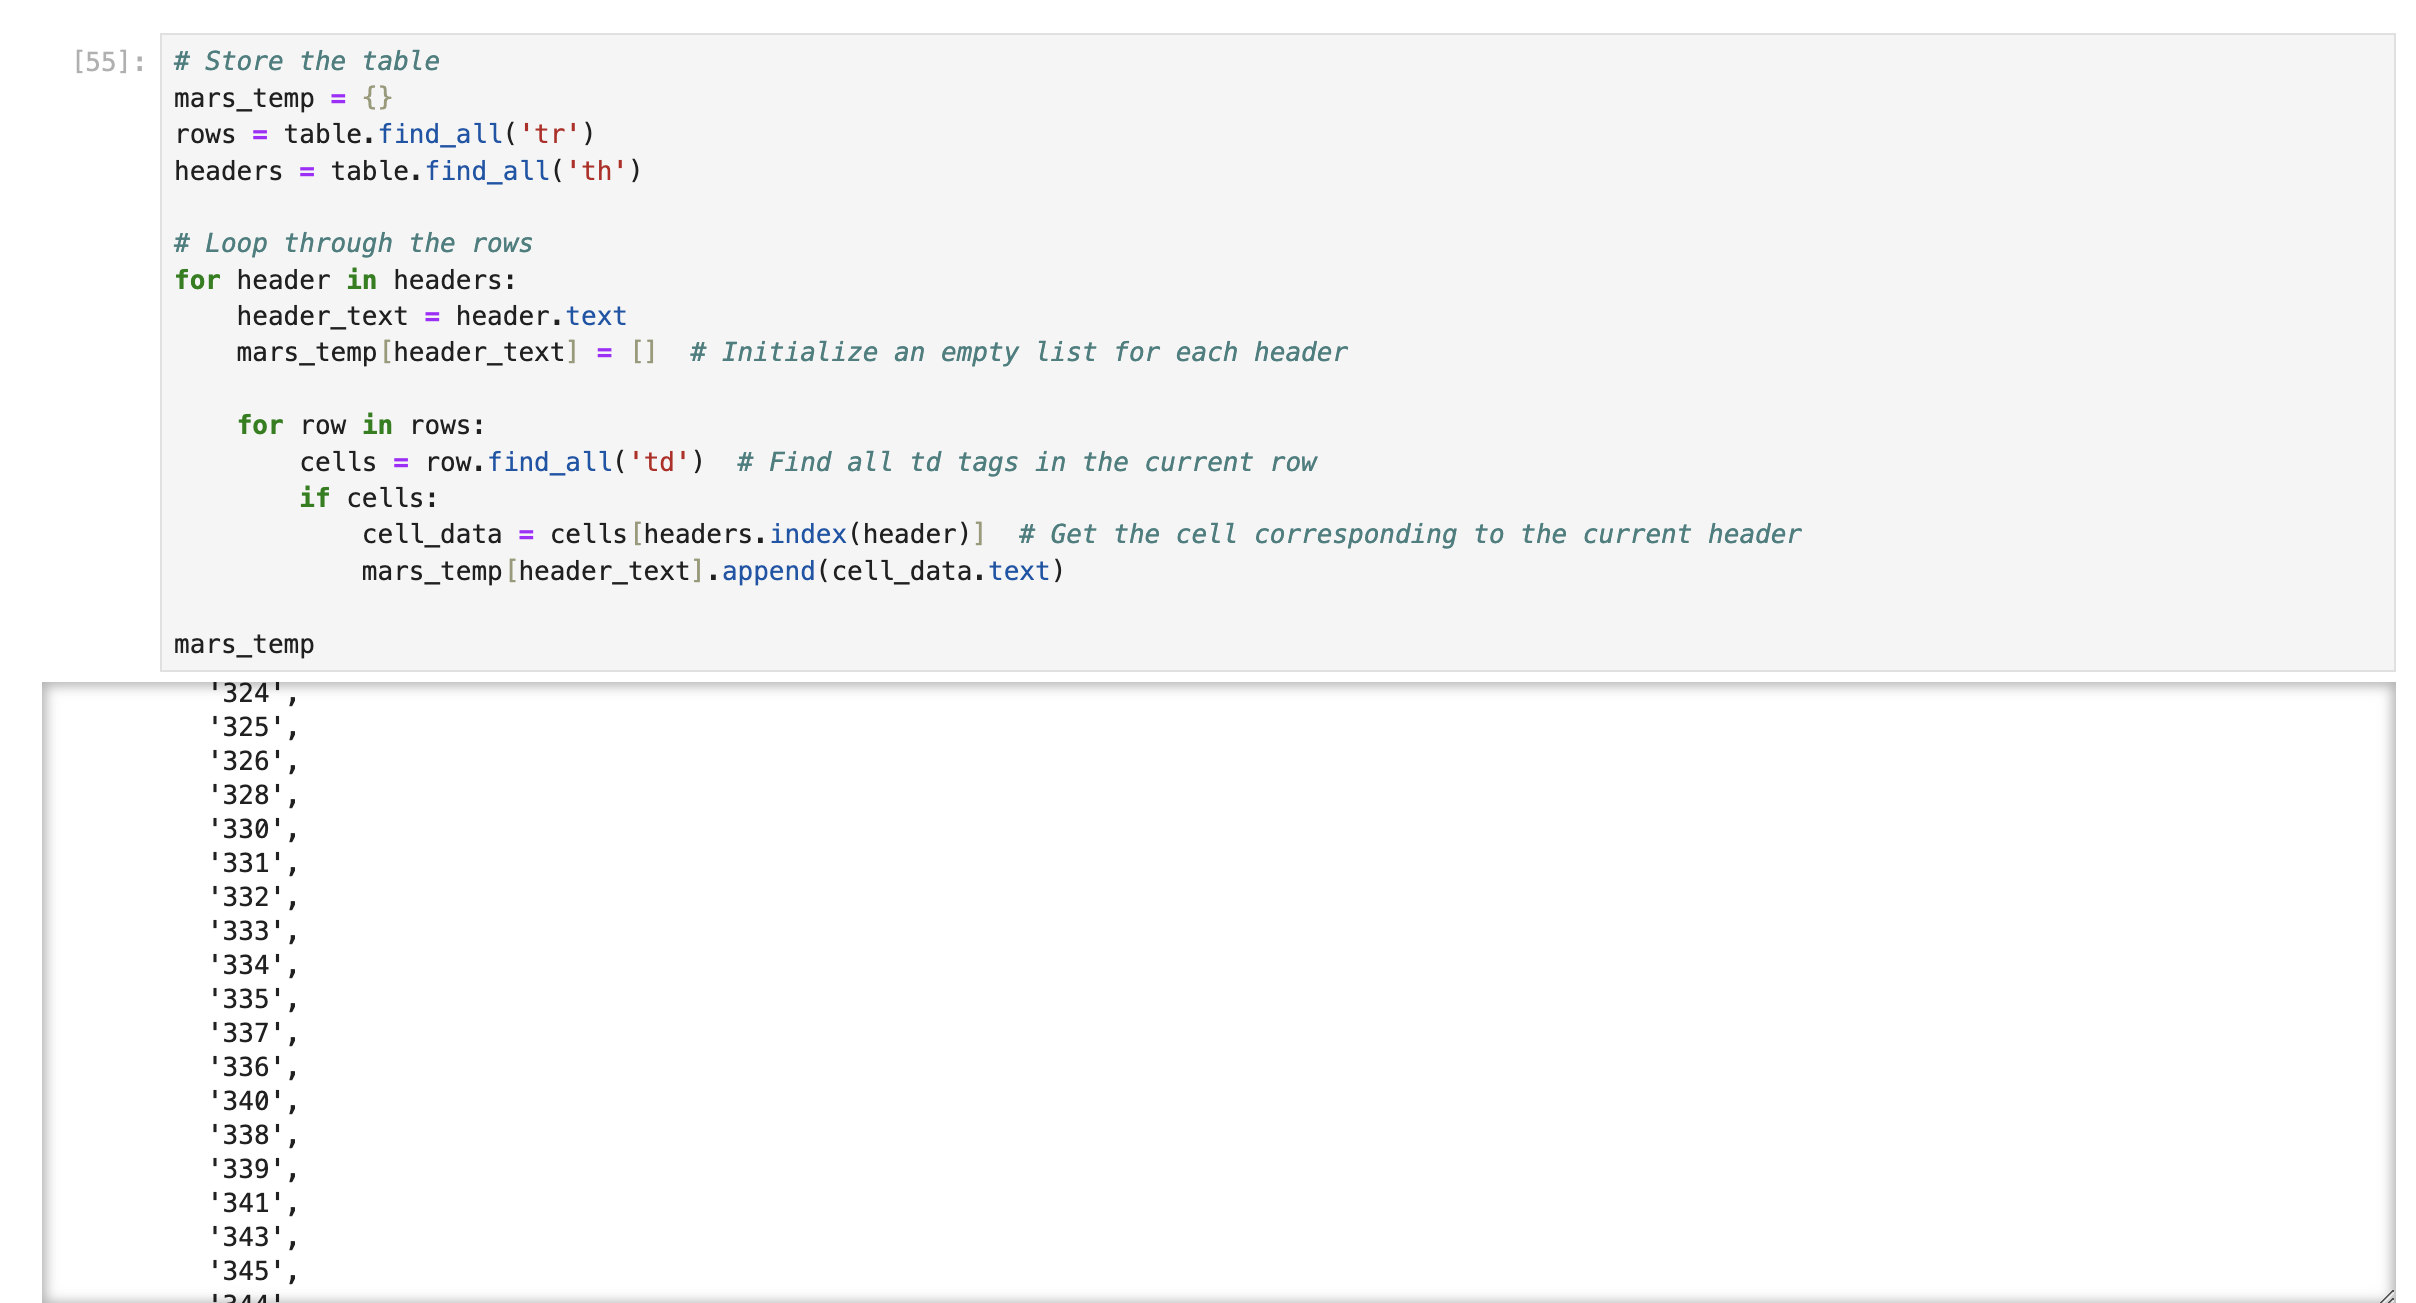 [55]:
# Store the table
mars_temp = {}
rows = table.find_all('tr')
headers = table.find_all('th')
# Loop through the rows
for header in headers:
    header_text = header.text
    mars_temp[header_text] = []  # Initialize an empty list for each header
    for row in rows:
        cells = row.find_all('td')  # Find all td tags in the current row
        if cells:
            cell_data = cells[headers.index(header)]  # Get the cell corresponding to the current header
            mars_temp[header_text].append(cell_data.text)
mars_temp
'324',
'325',
'326',
'328',
'330',
'331',
'332',
'333',
'334',
'335',
'337',
'336',
'340',
'338',
'339',
'341',
'343',
'345',